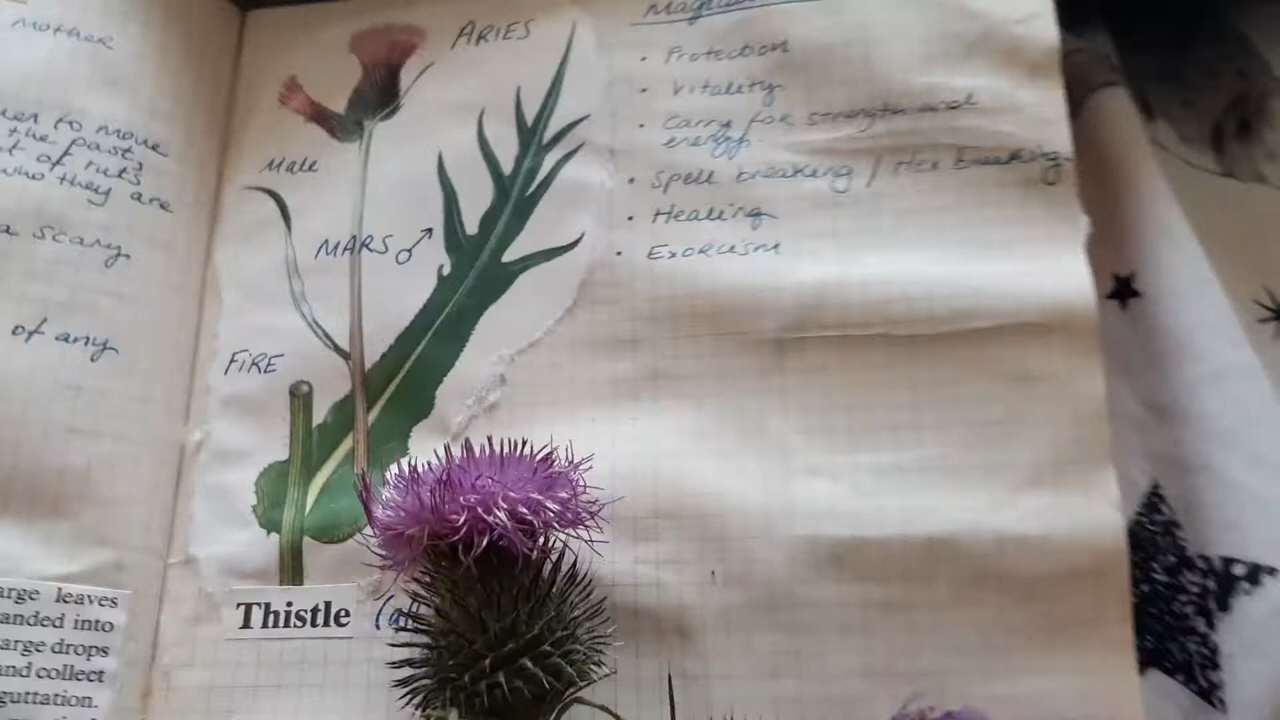 mother
to move
the past,
of ruts
who they are
a scary
of any
arge leaves
anded into
arge drops
and collect
guttation.
ARIES
Male
MARS ♂
FIRE
Thistle (all
• Protection
• Vitality
• Carry for strength and
energy.
• Spell breaking / Hex breaking
• Healing
• Exorcism